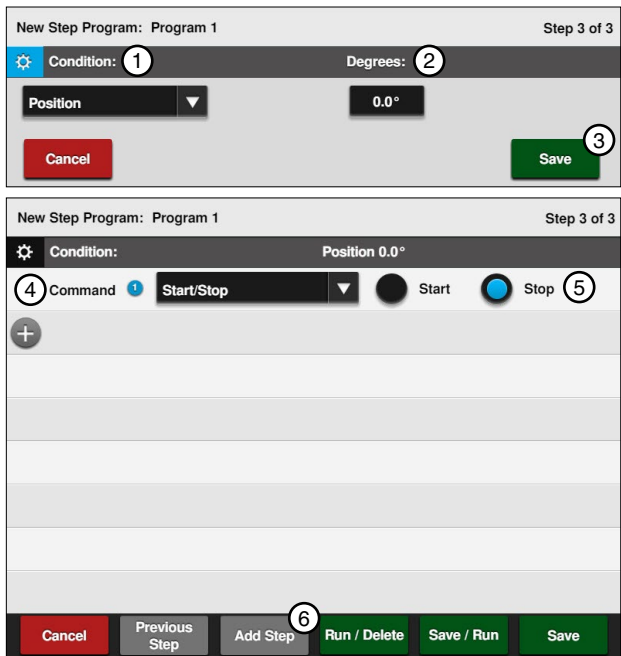 New Step Program: Program 1 Step 3 of 3
Condition: 1 Degrees: 2
Position 0.0°
3
Cancel Save
New Step Program: Program 1 Step 3 of 3
Condition: Position 0.0°
4 Command 1 Start/Stop Start Stop 5
+
6
Cancel Previous Step Add Step Run / Delete Save / Run Save